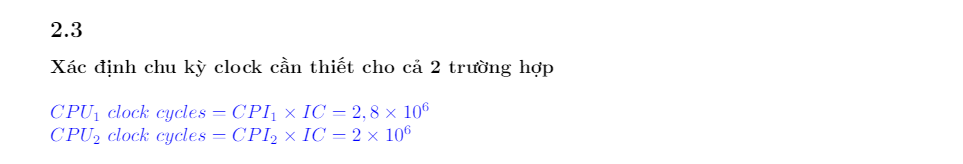 2.3
Xác định chu kỳ clock cần thiết cho cả 2 trường hợp
CPU₁ clock cycles = CPI₁ × IC = 2,8 × 10⁶
CPU₂ clock cycles = CPI₂ × IC = 2 × 10⁶